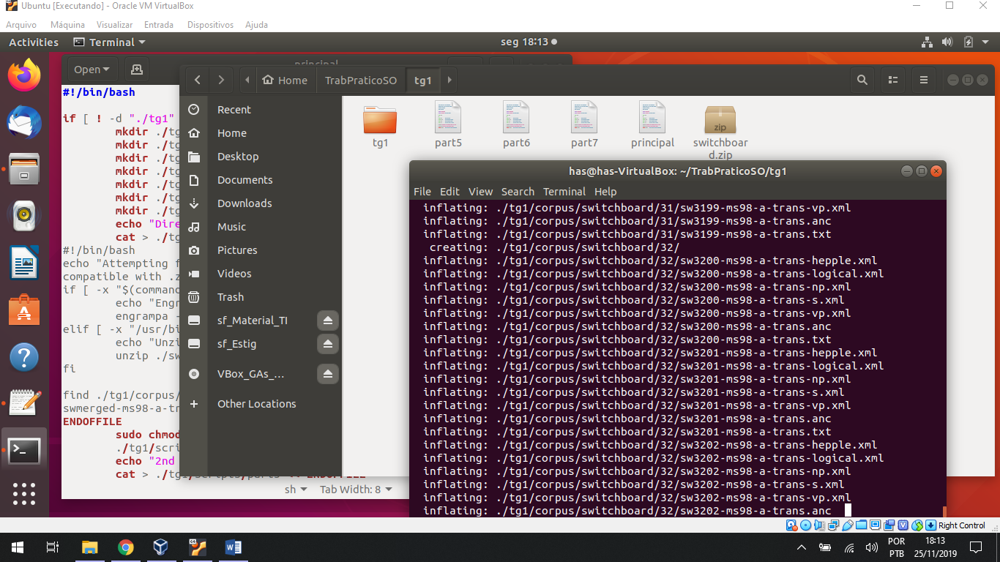 Ubuntu [Executando] - Oracle VM VirtualBox
Arquivo Máquina Visualizar Entrada Dispositivos Ajuda
Activities Terminal seg 18:13
Open principal
#!/bin/bash
if [ ! -d "./tg1"
mkdir ./tg
mkdir ./tg
mkdir ./tg
mkdir ./tg
mkdir ./tg
mkdir ./tg
mkdir ./tg
echo "Dire
cat > ./tg
#!/bin/bash
echo "Attempting f
compatible with .z
if [ -x "$(command
echo "Engr
engrampa -
elif [ -x "/usr/bi
echo "Unzi
unzip ./sw
fi
find ./tg1/corpus/
swmerged-ms98-a-tr
ENDOFFILE
sudo chmod
./tg1/scri
echo "2nd
cat > ./tg1/scripts/part5 << ENDOFFILE
sh Tab Width: 8
Home TrabPraticoSO tg1
Recent
Home
Desktop
Documents
Downloads
Music
Pictures
Videos
Trash
sf_Material_TI
sf_Estig
VBox_GAs_...
Other Locations
tg1
part5
part6
part7
principal
zip
switchboar
d.zip
has@has-VirtualBox: ~/TrabPraticoSO/tg1
File Edit View Search Terminal Help
inflating: ./tg1/corpus/switchboard/31/sw3199-ms98-a-trans-vp.xml
inflating: ./tg1/corpus/switchboard/31/sw3199-ms98-a-trans.anc
inflating: ./tg1/corpus/switchboard/31/sw3199-ms98-a-trans.txt
creating: ./tg1/corpus/switchboard/32/
inflating: ./tg1/corpus/switchboard/32/sw3200-ms98-a-trans-hepple.xml
inflating: ./tg1/corpus/switchboard/32/sw3200-ms98-a-trans-logical.xml
inflating: ./tg1/corpus/switchboard/32/sw3200-ms98-a-trans-np.xml
inflating: ./tg1/corpus/switchboard/32/sw3200-ms98-a-trans-s.xml
inflating: ./tg1/corpus/switchboard/32/sw3200-ms98-a-trans-vp.xml
inflating: ./tg1/corpus/switchboard/32/sw3200-ms98-a-trans.anc
inflating: ./tg1/corpus/switchboard/32/sw3200-ms98-a-trans.txt
inflating: ./tg1/corpus/switchboard/32/sw3201-ms98-a-trans-hepple.xml
inflating: ./tg1/corpus/switchboard/32/sw3201-ms98-a-trans-logical.xml
inflating: ./tg1/corpus/switchboard/32/sw3201-ms98-a-trans-np.xml
inflating: ./tg1/corpus/switchboard/32/sw3201-ms98-a-trans-s.xml
inflating: ./tg1/corpus/switchboard/32/sw3201-ms98-a-trans-vp.xml
inflating: ./tg1/corpus/switchboard/32/sw3201-ms98-a-trans.anc
inflating: ./tg1/corpus/switchboard/32/sw3201-ms98-a-trans.txt
inflating: ./tg1/corpus/switchboard/32/sw3202-ms98-a-trans-hepple.xml
inflating: ./tg1/corpus/switchboard/32/sw3202-ms98-a-trans-logical.xml
inflating: ./tg1/corpus/switchboard/32/sw3202-ms98-a-trans-np.xml
inflating: ./tg1/corpus/switchboard/32/sw3202-ms98-a-trans-s.xml
inflating: ./tg1/corpus/switchboard/32/sw3202-ms98-a-trans-vp.xml
inflating: ./tg1/corpus/switchboard/32/sw3202-ms98-a-trans.anc
Right Control
POR
PTB
18:13
25/11/2019